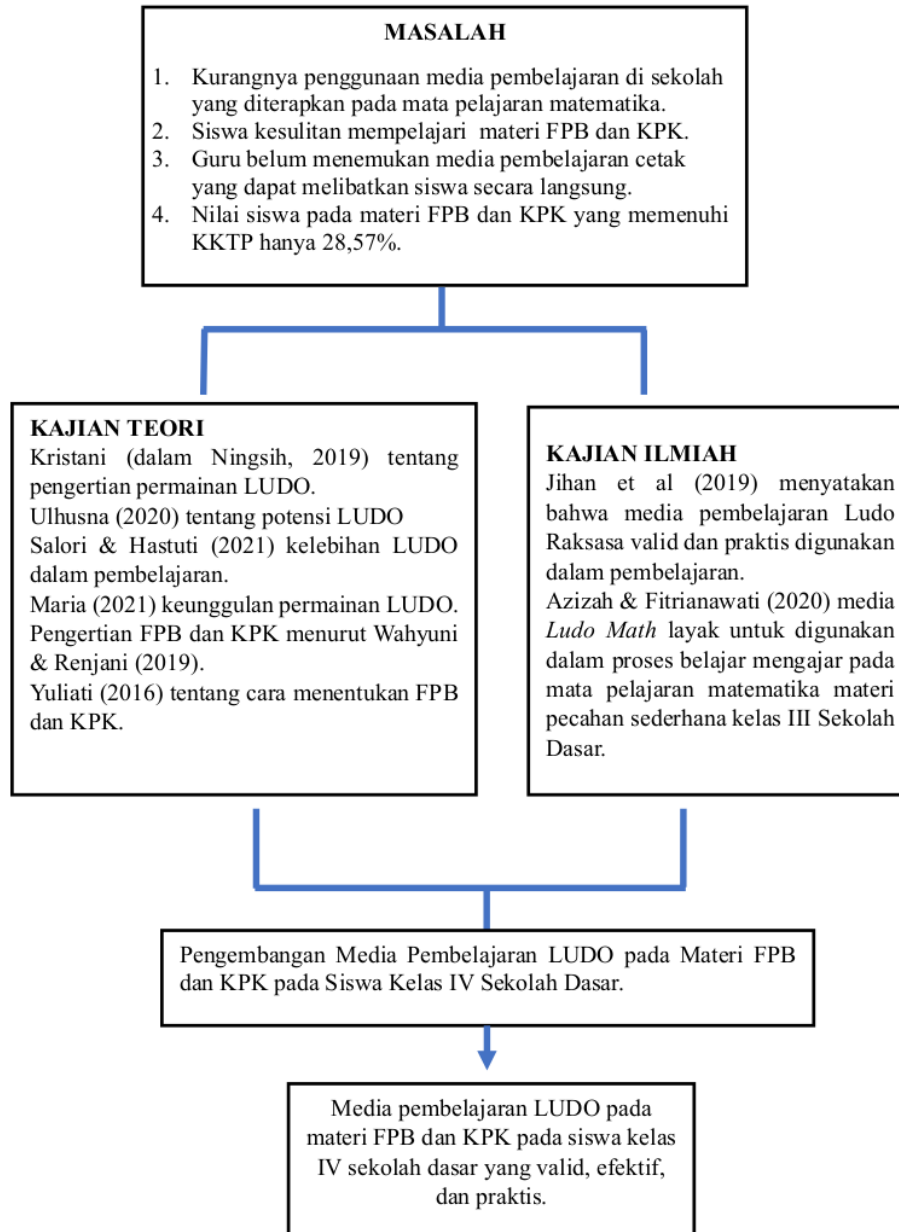 MASALAH
1. Kurangnya penggunaan media pembelajaran di sekolah
yang diterapkan pada mata pelajaran matematika.
2. Siswa kesulitan mempelajari materi FPB dan KPK.
3. Guru belum menemukan media pembelajaran cetak
yang dapat melibatkan siswa secara langsung.
4. Nilai siswa pada materi FPB dan KPK yang memenuhi
KKTP hanya 28,57%.
KAJIAN TEORI
Kristani (dalam Ningsih, 2019) tentang
pengertian permainan LUDO.
Ulhusna (2020) tentang potensi LUDO
Salori & Hastuti (2021) kelebihan LUDO
dalam pembelajaran.
Maria (2021) keunggulan permainan LUDO.
Pengertian FPB dan KPK menurut Wahyuni
& Renjani (2019).
Yuliati (2016) tentang cara menentukan FPB
dan KPK.
KAJIAN ILMIAH
Jihan et al (2019) menyatakan
bahwa media pembelajaran Ludo
Raksasa valid dan praktis digunakan
dalam pembelajaran.
Azizah & Fitrianawati (2020) media
Ludo Math layak untuk digunakan
dalam proses belajar mengajar pada
mata pelajaran matematika materi
pecahan sederhana kelas III Sekolah
Dasar.
Pengembangan Media Pembelajaran LUDO pada Materi FPB
dan KPK pada Siswa Kelas IV Sekolah Dasar.
Media pembelajaran LUDO pada
materi FPB dan KPK pada siswa kelas
IV sekolah dasar yang valid, efektif,
dan praktis.